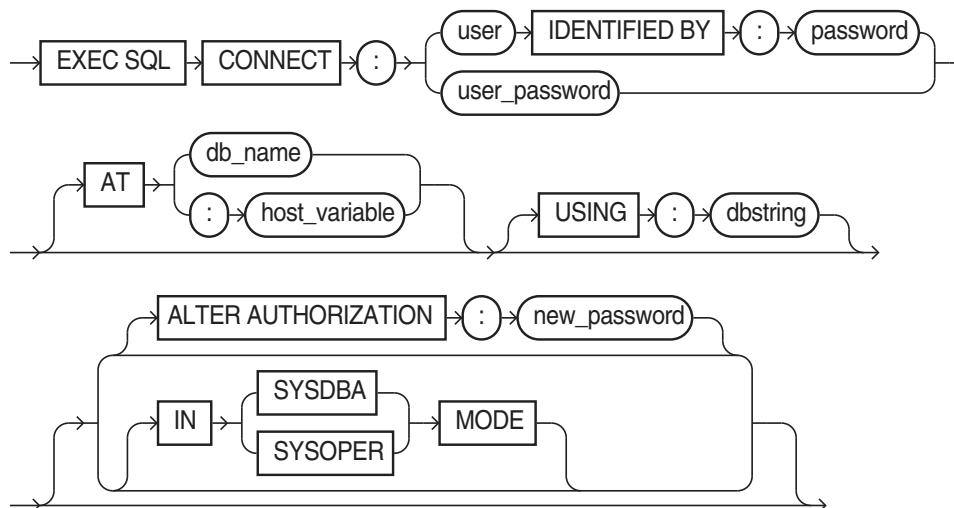 user IDENTIFIED BY : password
EXEC SQL CONNECT :
user_password
db_name
AT
: host_variable
USING : dbstring
ALTER AUTHORIZATION : new_password
SYSDBA
IN MODE
SYSOPER